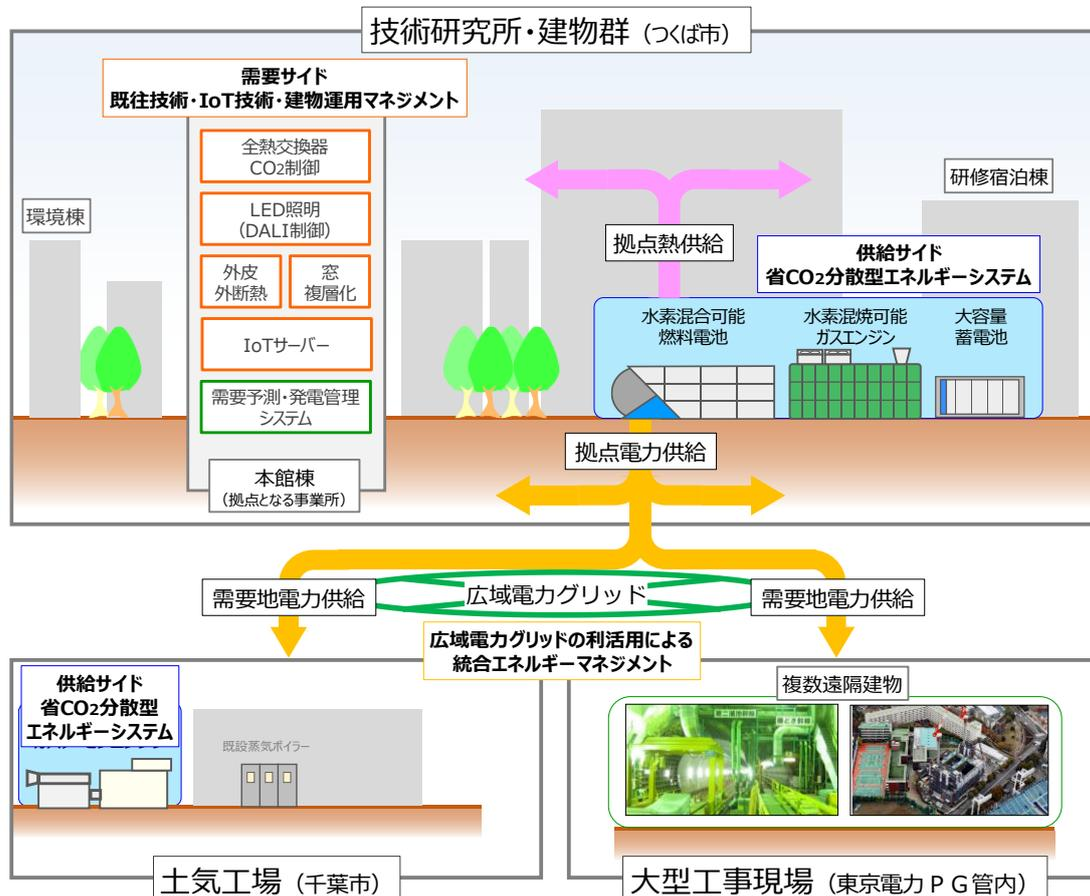 技術研究所・建物群（つくば市）
需要サイド
既往技術・IoT技術・建物運用マネジメント
全熱交換器
CO2制御
LED照明
（DALI制御）
外皮
外断熱
窓
複層化
IoTサーバー
需要予測・発電管理
システム
本館棟
（拠点となる事業所）
環境棟
研修宿泊棟
拠点熱供給
供給サイド
省CO2分散型エネルギーシステム
水素混合可能
燃料電池
水素混焼可能
ガスエンジン
大容量
蓄電池
拠点電力供給
需要地電力供給
広域電力グリッド
需要地電力供給
広域電力グリッドの利活用による
統合エネルギーマネジメント
供給サイド
省CO2分散型
エネルギーシステム
既設蒸気ボイラー
土気工場（千葉市）
複数遠隔建物
大型工事現場（東京電力ＰＧ管内）